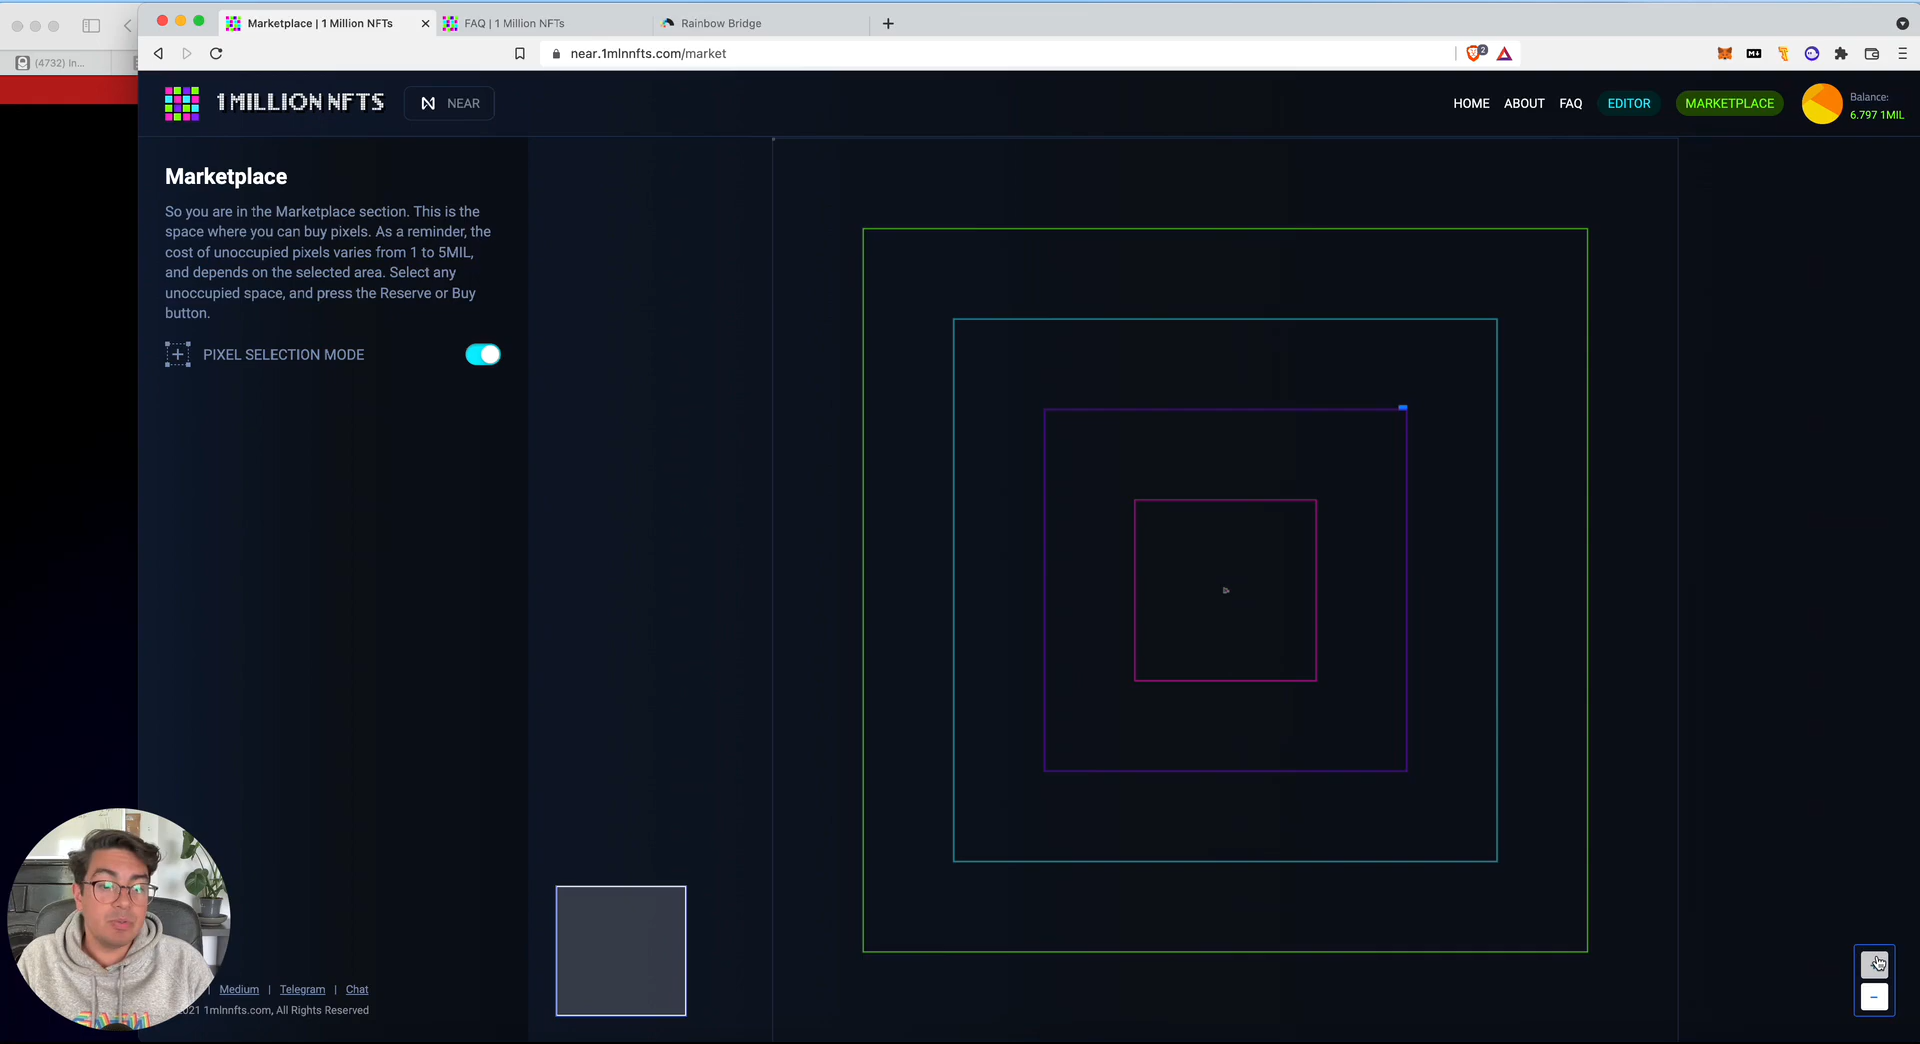 (4732) In...
Marketplace | 1 Million NFTs
FAQ | 1 Million NFTs
Rainbow Bridge
near.1mlnnfts.com/market
2
1 MILLION NFTS
NEAR
HOME
ABOUT
FAQ
EDITOR
MARKETPLACE
Balance:
6.797 1MIL
Marketplace
So you are in the Marketplace section. This is the
space where you can buy pixels. As a reminder, the
cost of unoccupied pixels varies from 1 to 5MIL,
and depends on the selected area. Select any
unoccupied space, and press the Reserve or Buy
button.
PIXEL SELECTION MODE
| Medium | Telegram | Chat
2021 1mlnnfts.com, All Rights Reserved